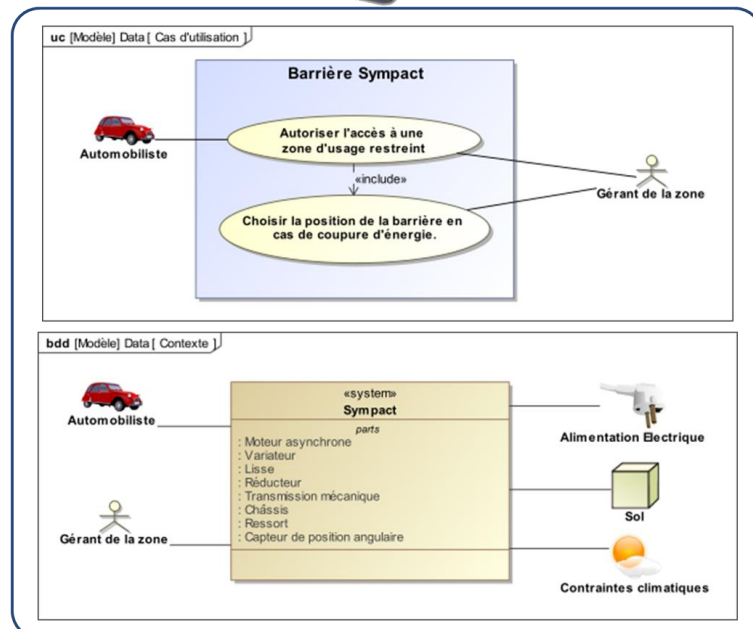 uc [Modèle] Data [ Cas d'utilisation ]
Barrière Sympact
Automobiliste
Autoriser l'accès à une
zone d'usage restreint
«include»
Gérant de la zone
Choisir la position de la barrière en
cas de coupure d'énergie.
bdd [Modèle] Data [ Contexte ]
Automobiliste
Gérant de la zone
«system»
Sympact
parts
: Moteur asynchrone
: Variateur
: Lisse
: Réducteur
: Transmission mécanique
: Châssis
: Ressort
: Capteur de position angulaire
Alimentation Electrique
Sol
Contraintes climatiques